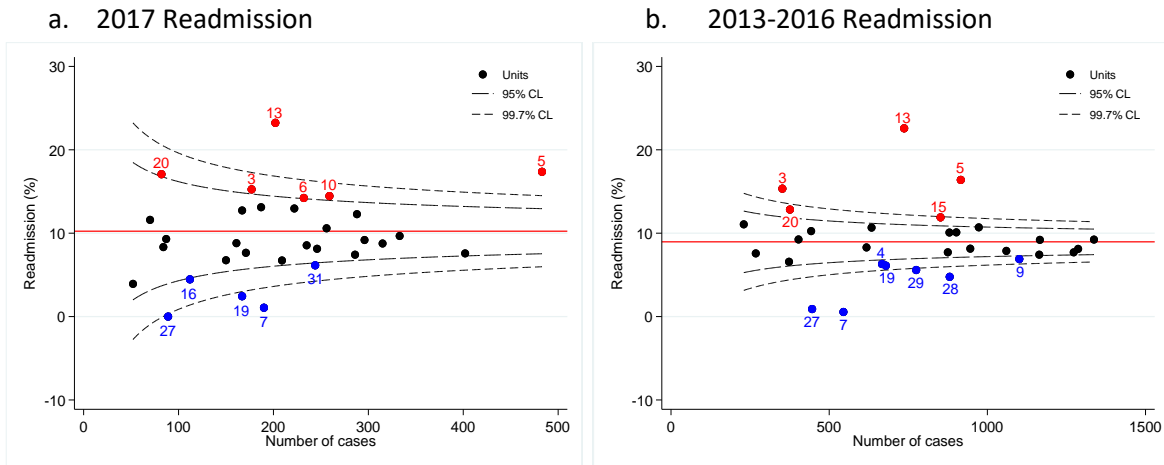 a. 2017 Readmission
30
20
10
0
-10
Readmission (%)
0 100 200 300 400 500
Number of cases
Units
95% CL
99.7% CL
13
20
3
6
10
5
16
27
19
7
31
b. 2013-2016 Readmission
30
20
10
0
-10
Readmission (%)
0 500 1000 1500
Number of cases
Units
95% CL
99.7% CL
13
3
20
5
15
4
19
29
28
9
27
7